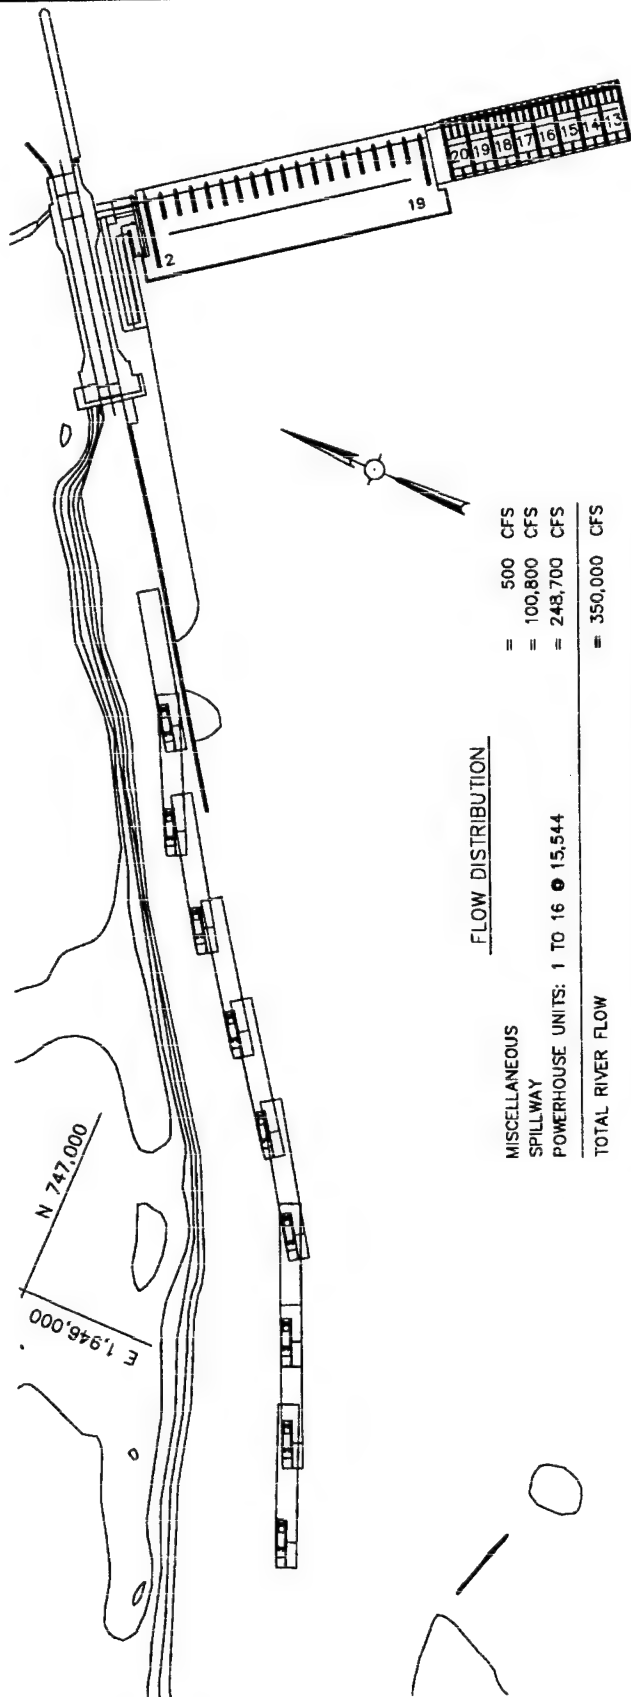 2
19
20
19
18
17
16
15
14
13
N 747,000
E 1,946,000
FLOW DISTRIBUTION
MISCELLANEOUS = 500 CFS
SPILLWAY = 100,800 CFS
POWERHOUSE UNITS: 1 TO 16 @ 15,544 = 248,700 CFS
TOTAL RIVER FLOW = 350,000 CFS